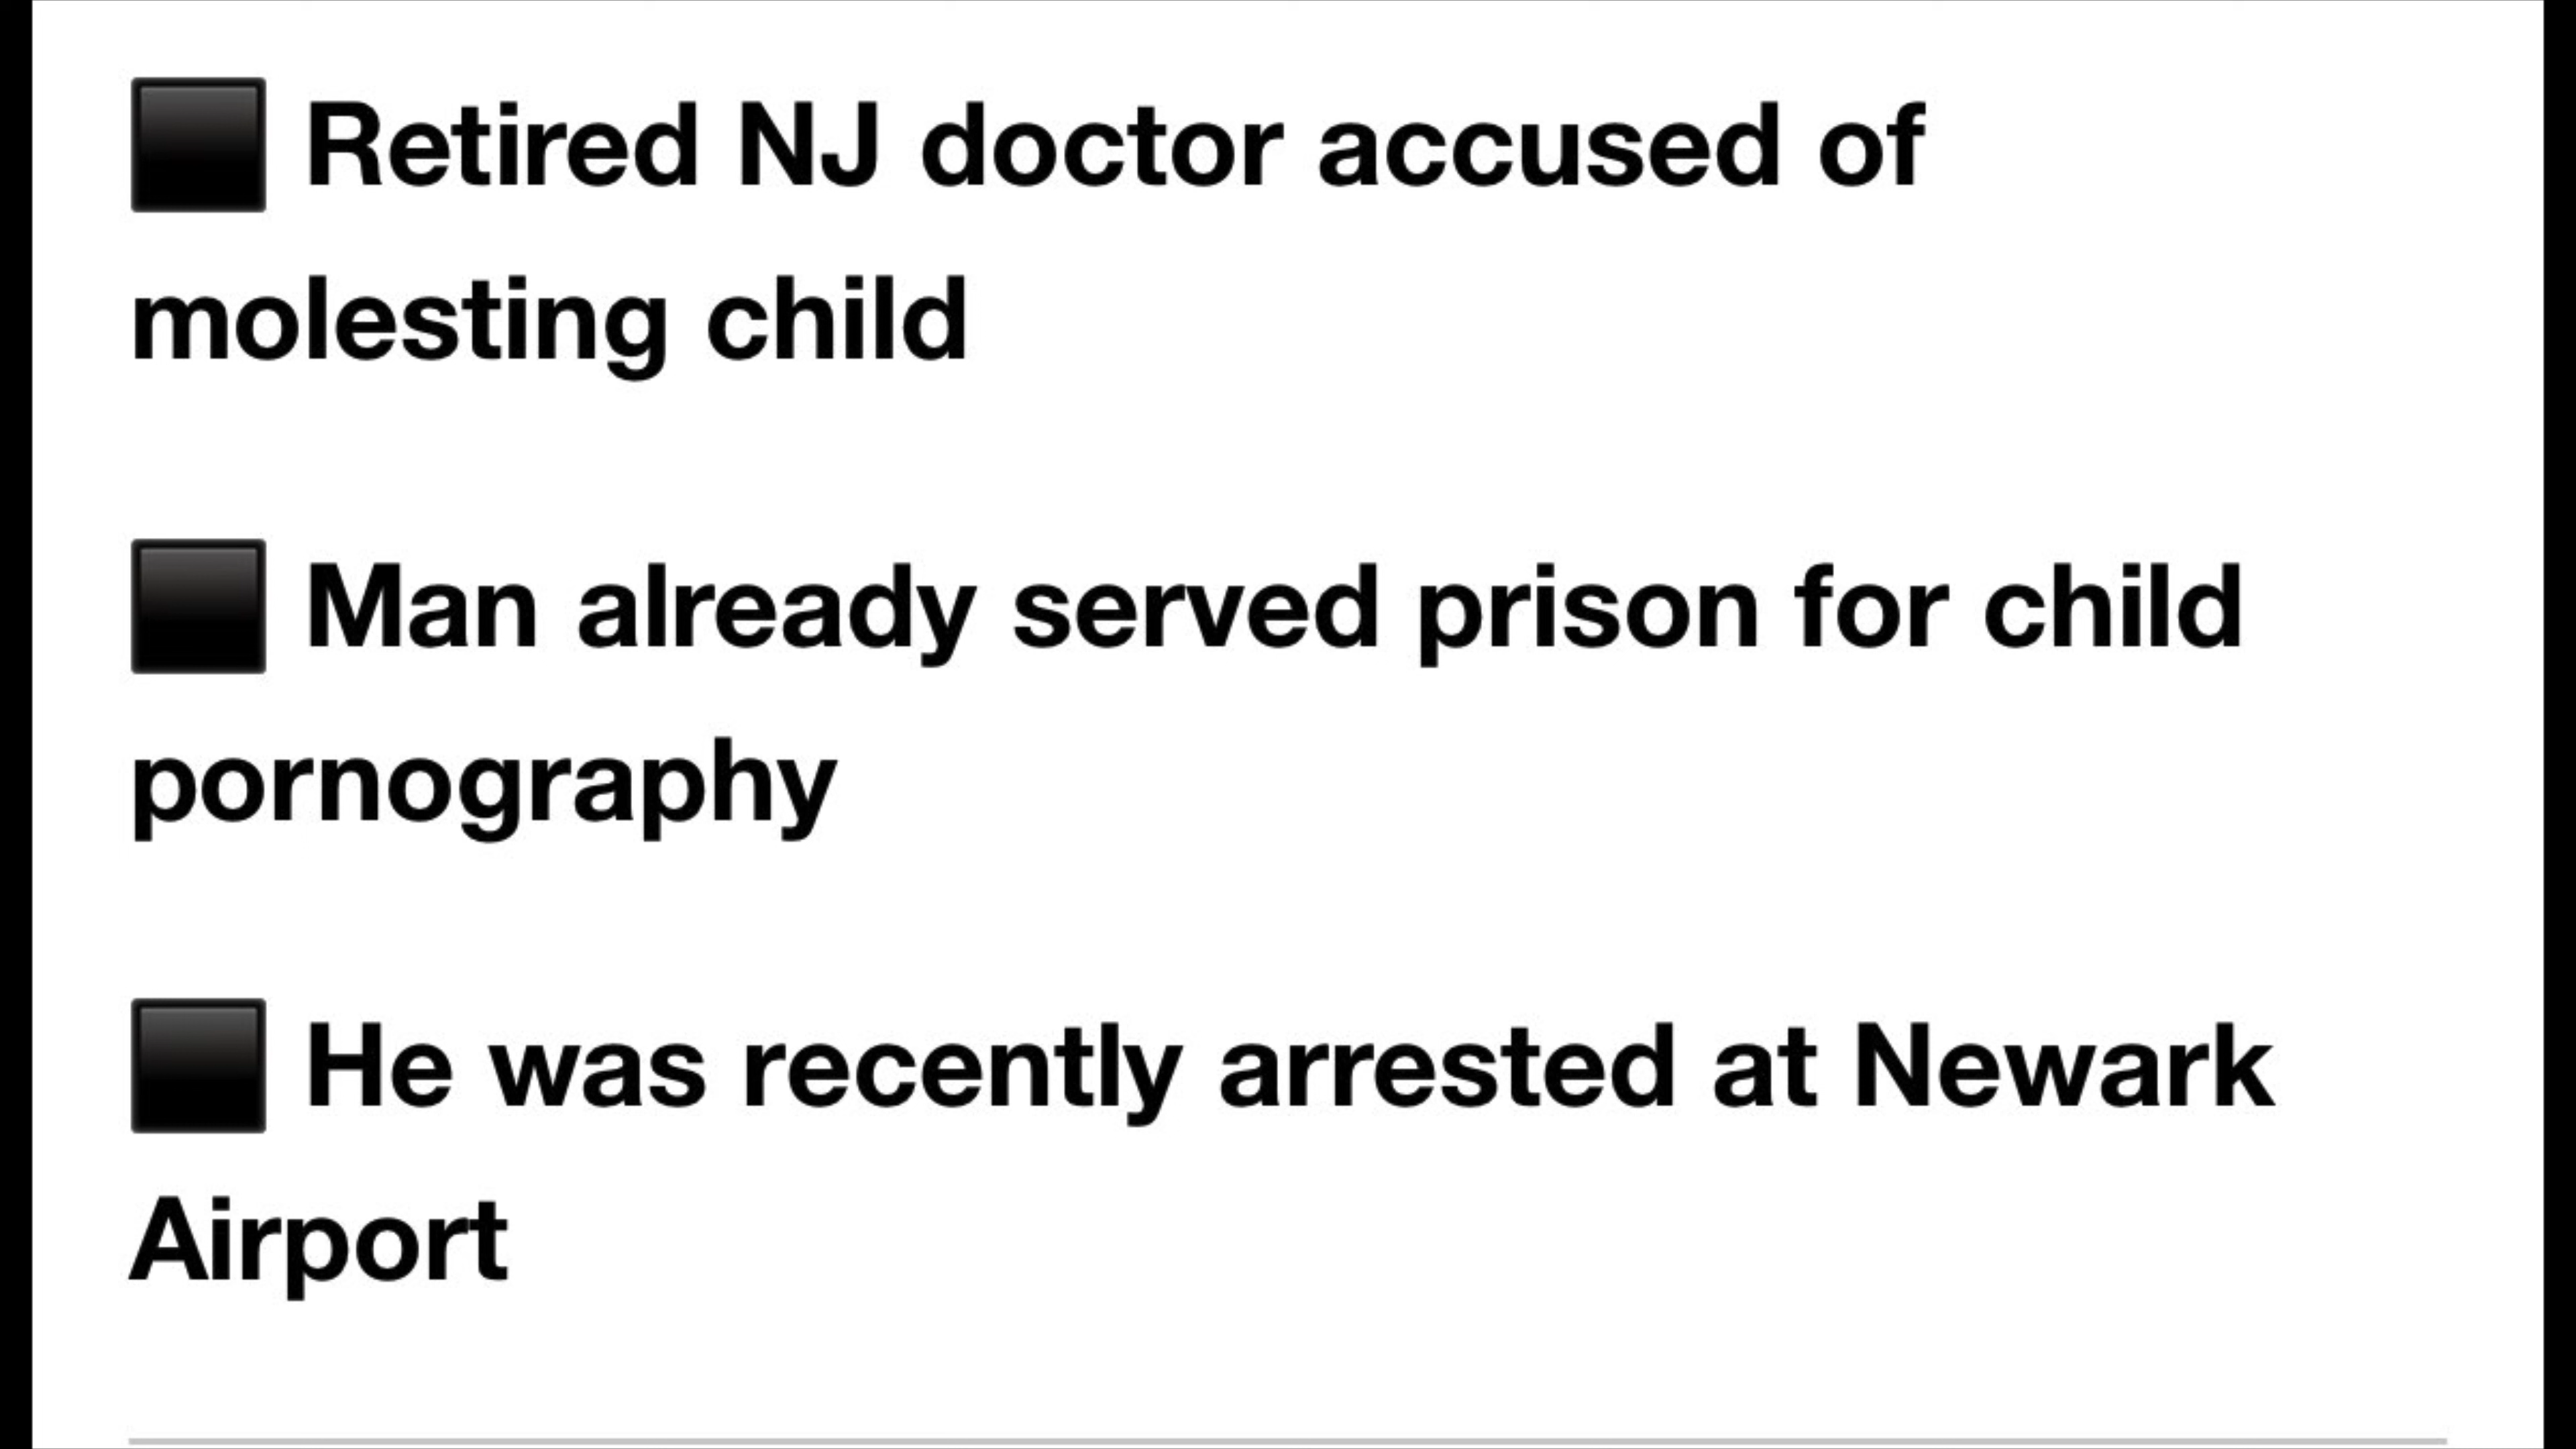 ⬛ Retired NJ doctor accused of
molesting child
⬛ Man already served prison for child
pornography
⬛ He was recently arrested at Newark
Airport